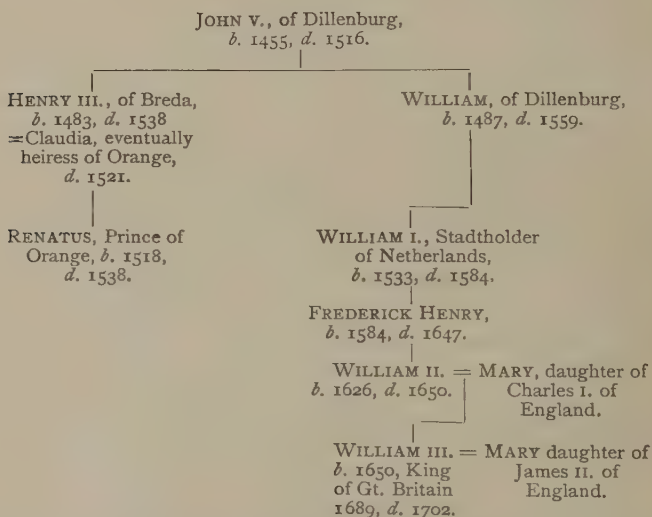 JOHN V., of Dillenburg,
b. 1455, d. 1516.
HENRY III., of Breda,
b. 1483, d. 1538
=Claudia, eventually
heiress of Orange,
d. 1521.
WILLIAM, of Dillenburg,
b. 1487, d. 1559.
RENATUS, Prince of
Orange, b. 1518,
d. 1538.
WILLIAM I., Stadtholder
of Netherlands,
b. 1533, d. 1584.
FREDERICK HENRY,
b. 1584, d. 1647.
WILLIAM II. = MARY, daughter of
b. 1626, d. 1650. Charles I. of
England.
WILLIAM III. = MARY daughter of
b. 1650, King James II. of
of Gt. Britain England.
1689, d. 1702.